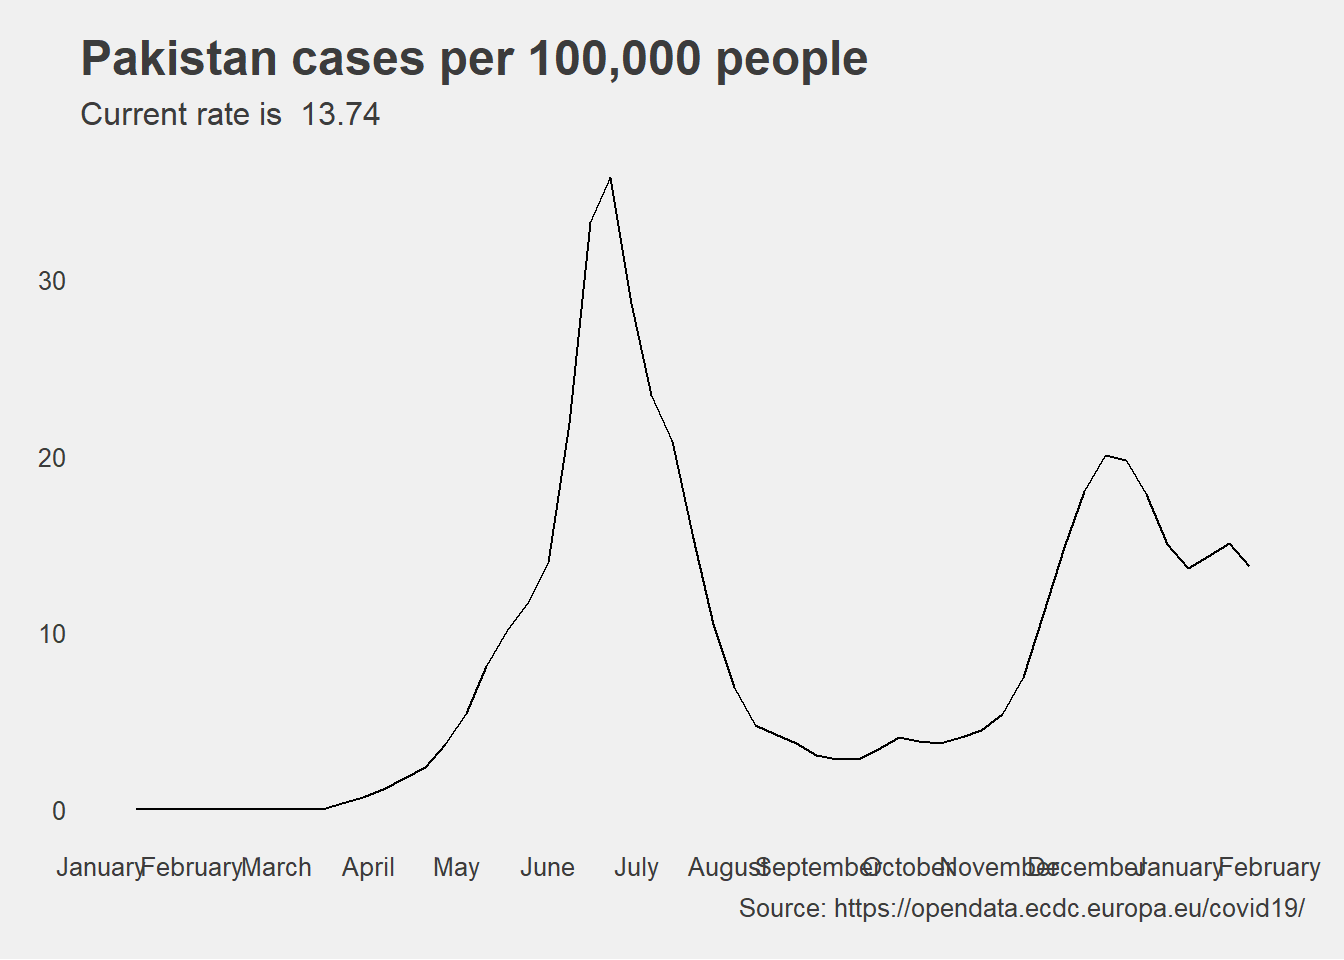 Pakistan cases per 100,000 people
Current rate is  13.74
30
20
10
0
January February March April May June July August September October November December January February
Source: https://opendata.ecdc.europa.eu/covid19/